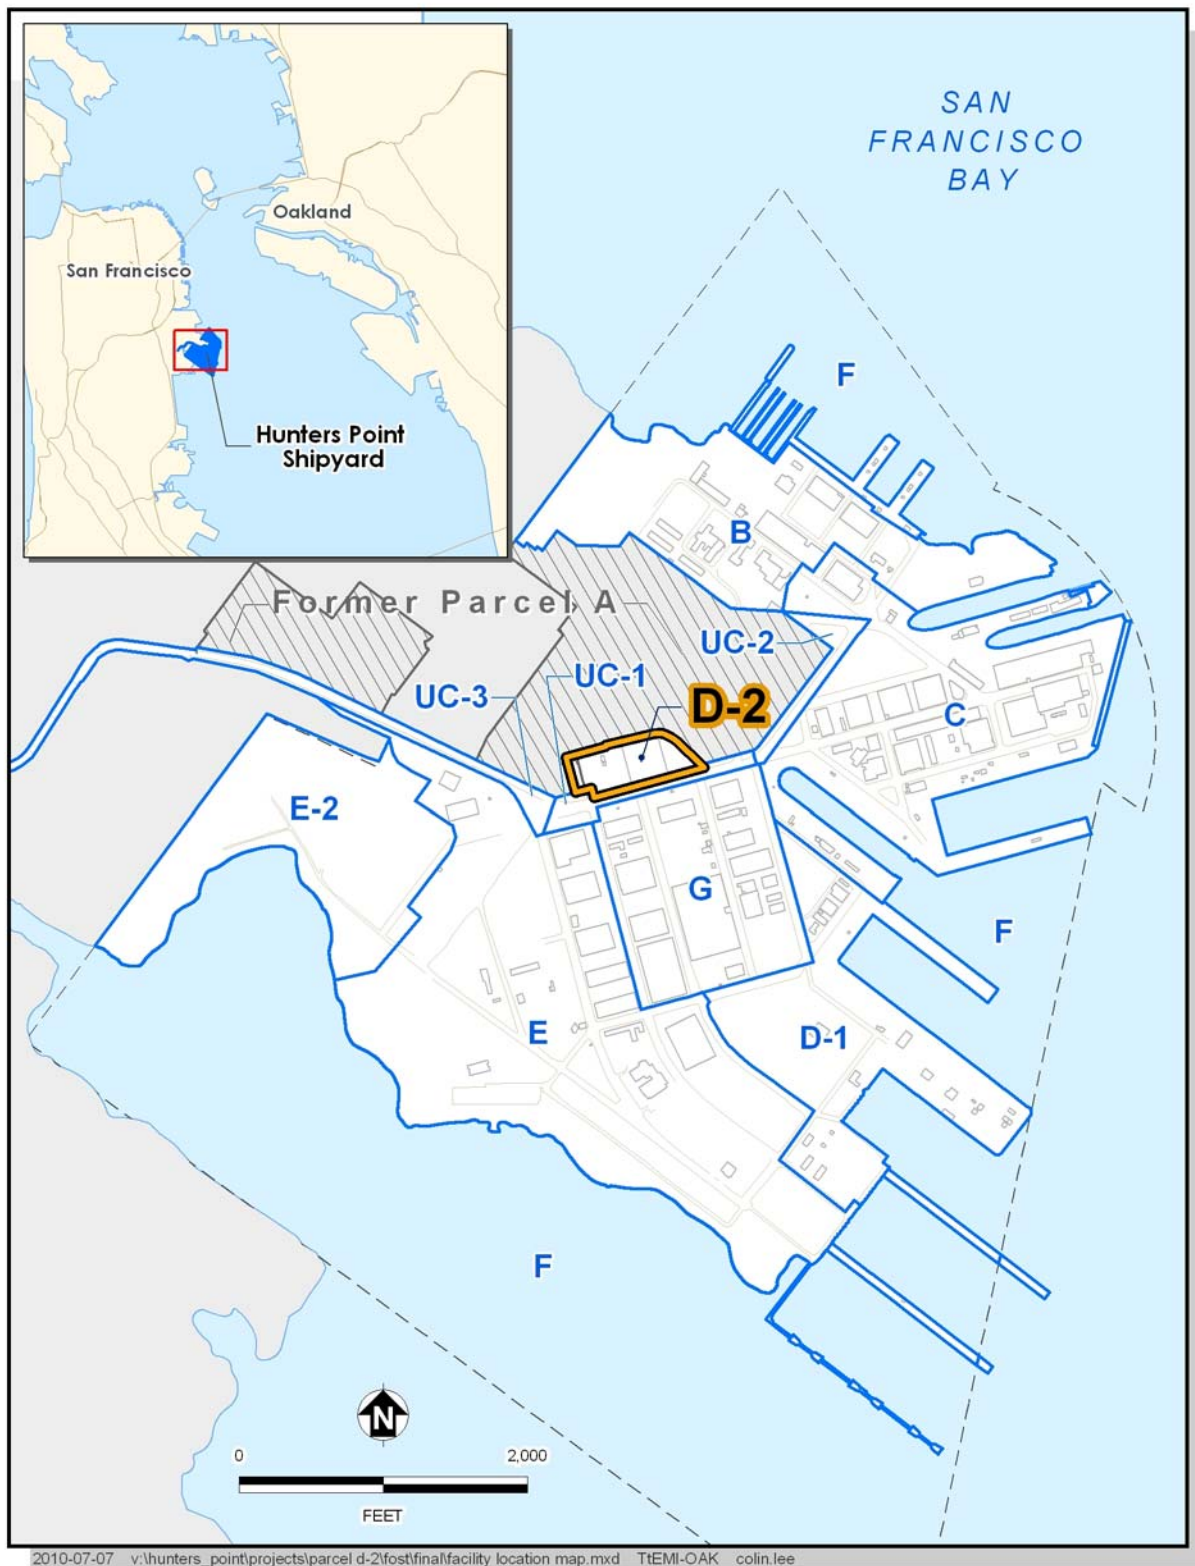 SAN
FRANCISCO
BAY
Oakland
San Francisco
Hunters Point
Shipyard
F
B
Former Parcel A
UC-2
UC-1
UC-3
D-2
C
E-2
G
F
E
D-1
F
N
0 2,000
FEET
2010-07-07 v:\hunters_point\projects\parcel d-2\fost\final\facility location map.mxd TtEMI-OAK colin.lee